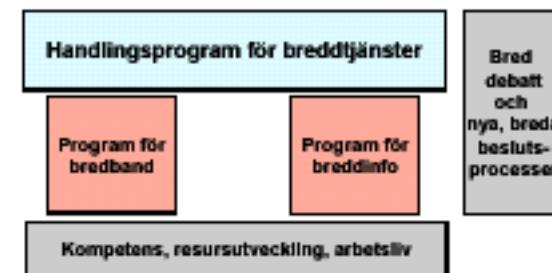 Handlingsprogram för breddtjänster
Program för
bredband
Program för
breddinfo
Kompetens, resursutveckling, arbetsliv
Bred
debatt
och
nya, breda
besluts-
processer